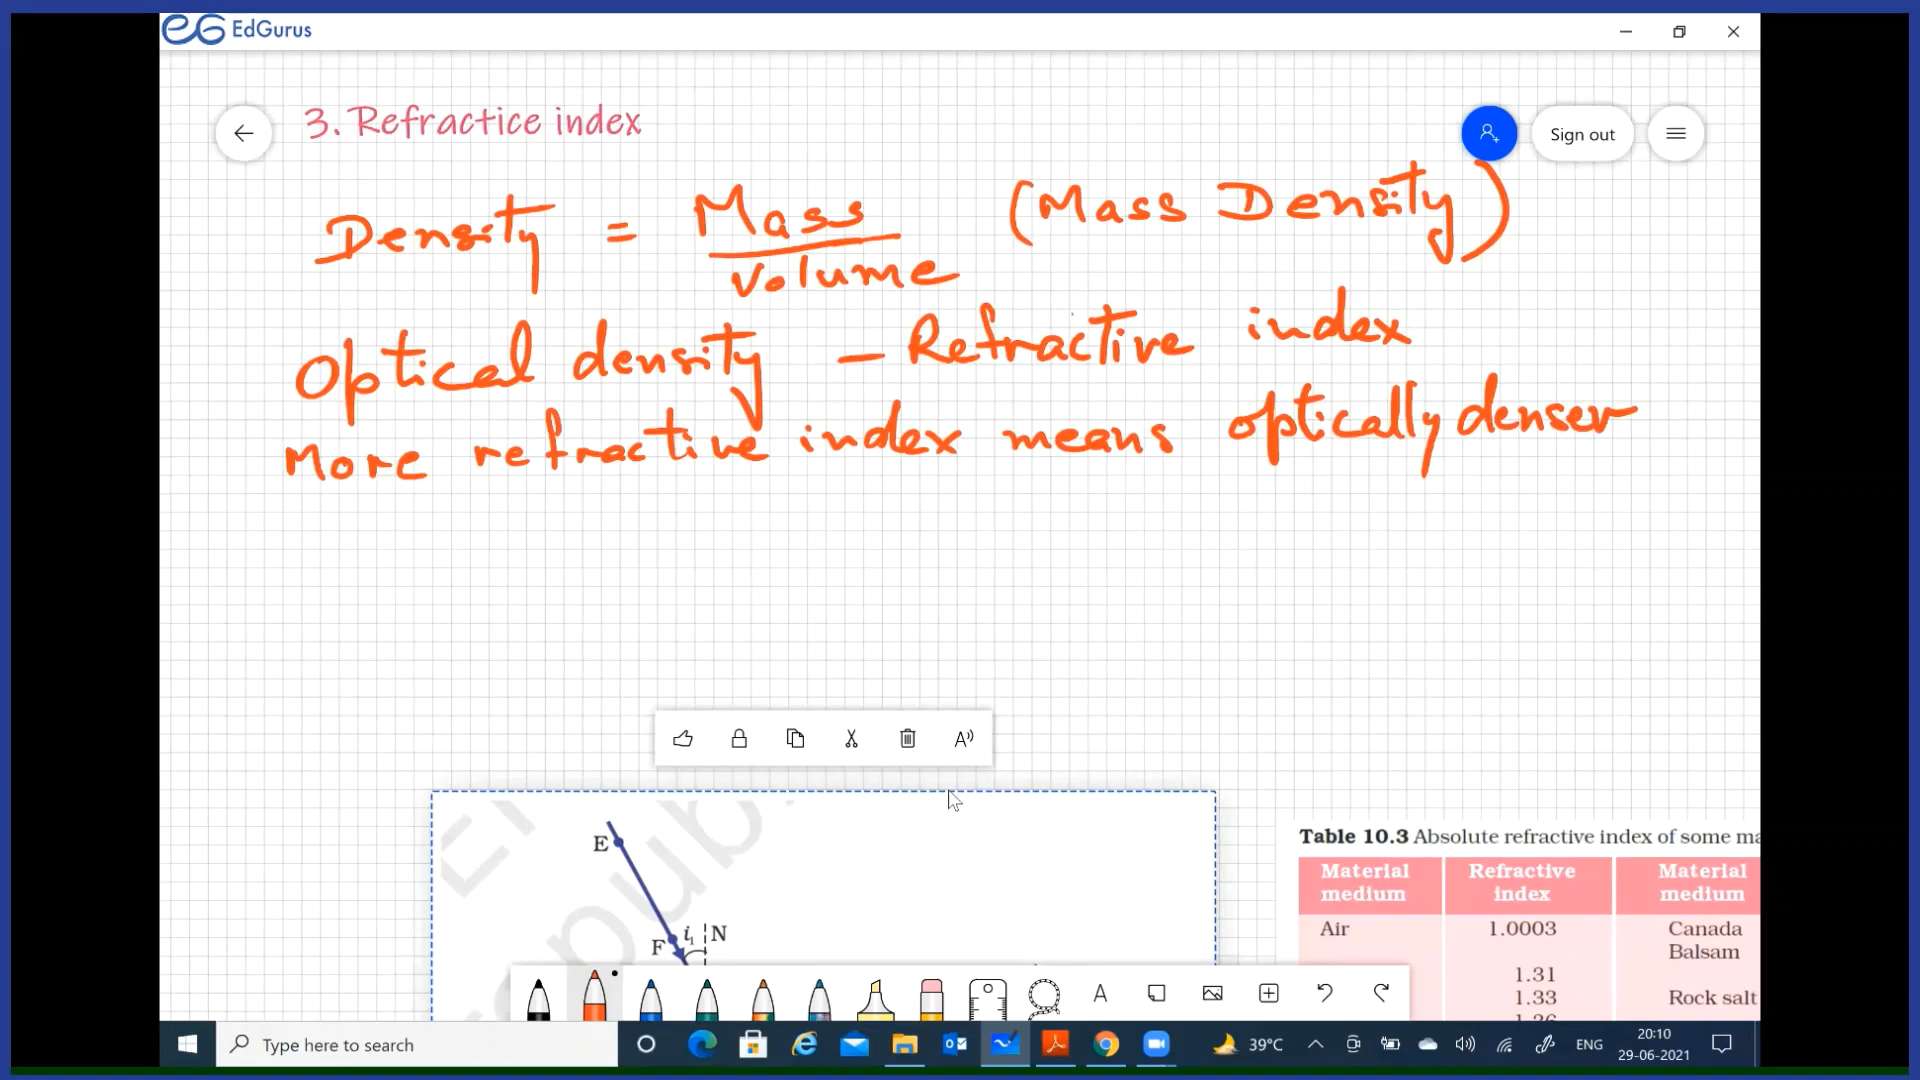 EG EdGurus
3. Refractice index
Sign out
Density = Mass (Mass Density)
Volume
Optical density - Refractive index
More refractive index means optically denser
A
E
F i₁ N
Table 10.3 Absolute refractive index of some ma
Material medium Refractive index Material medium
Air 1.0003 Canada Balsam
1.31
1.33 Rock salt
1.36
A
Type here to search
39°C
ENG
20:10
29-06-2021